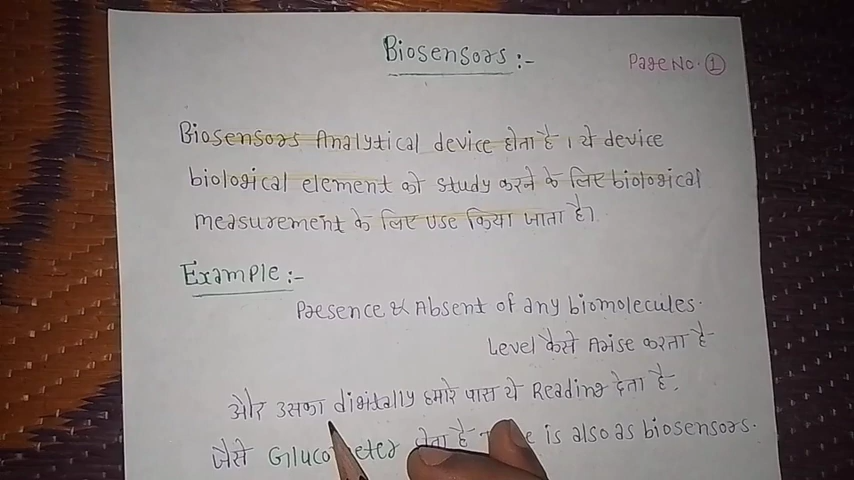 Biosensors :-
Page No. 1
Biosensors Analytical device होता है। ये device
biological element को study करने के लिए biological
measurement के लिए use किया जाता है।
Example :-
Presence & Absent of any biomolecules.
Level कैसे Arise करता है
और उसका digitally हमारे पास ये Reading देता है.
जैसे है is also as biosensors.